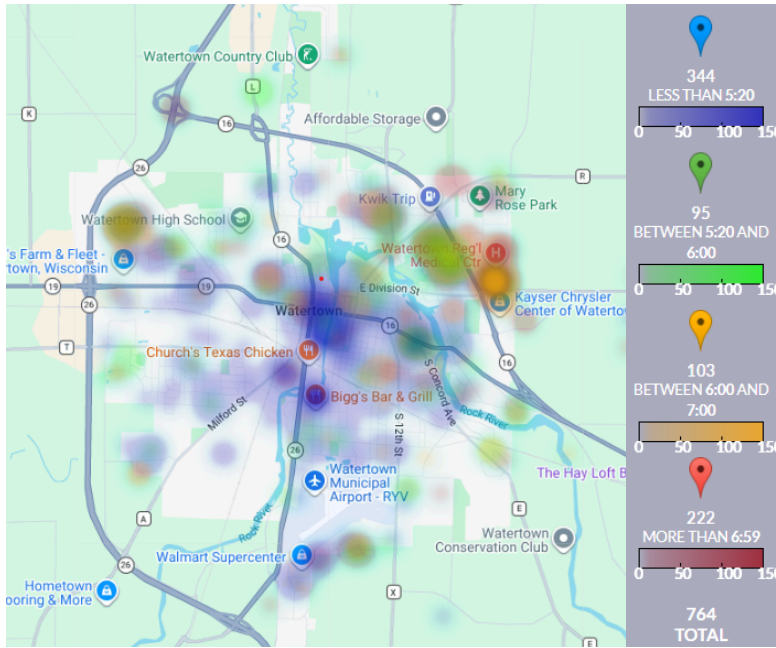 Watertown Country Club
L
K
16
Affordable Storage
26
R
Kwik Trip
Mary
Rose Park
Watertown High School
16
Watertown Reg'l
Medical Ctr
's Farm & Fleet -
rtown, Wisconsin
19
19
26
E Division St
Kayser Chrysler
Center of Watertow
Watertown
16
T
Church's Texas Chicken
16
S Concord Ave
Bigg's Bar & Grill
Milford St
S 12th St
Rock River
26
The Hay Loft B
Watertown
Municipal
Airport - RYV
Rock River
A
E
Watertown
Conservation Club
Walmart Supercenter
26
Hometown
ooring & More
X
E
344
LESS THAN 5:20
0 50 100 150
95
BETWEEN 5:20 AND
6:00
0 50 100 150
103
BETWEEN 6:00 AND
7:00
0 50 100 150
222
MORE THAN 6:59
0 50 100 150
764
TOTAL